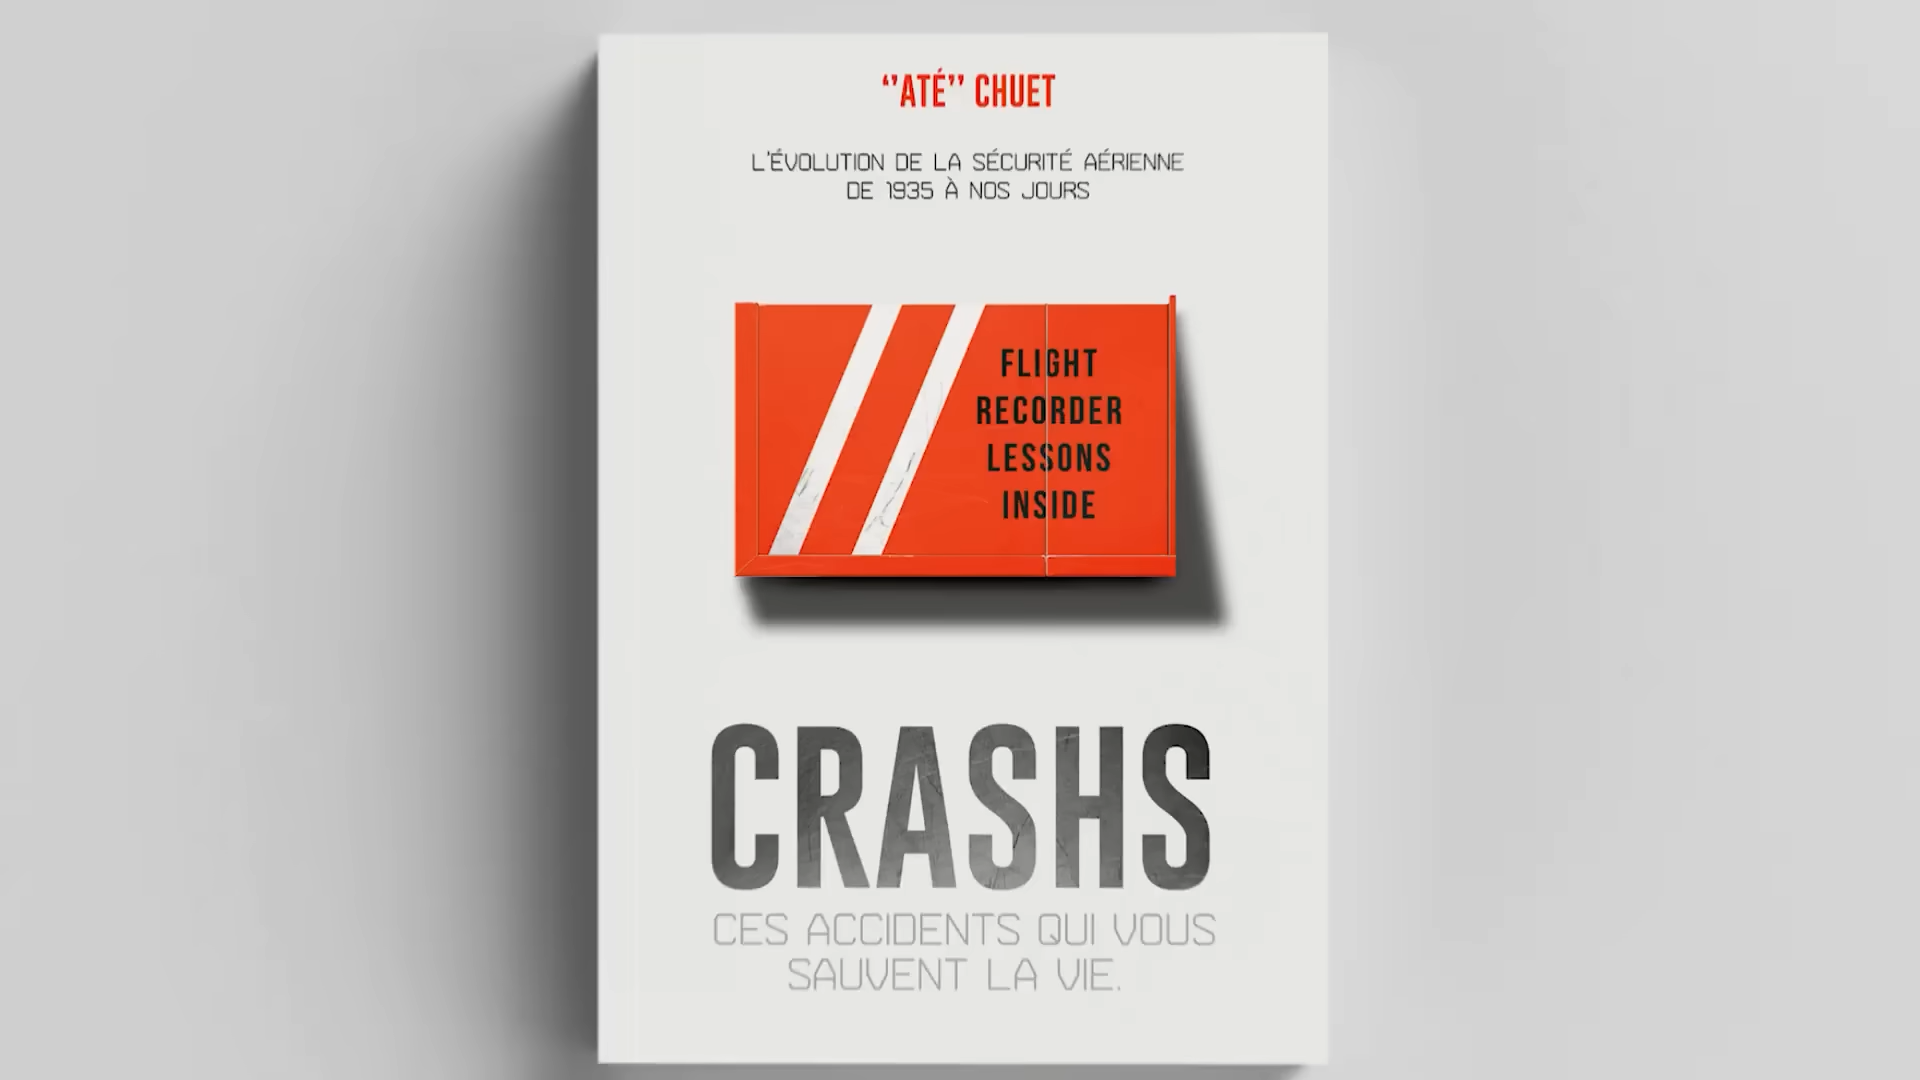 ‘’ATÉ’’ CHUET
L'ÉVOLUTION DE LA SÉCURITÉ AÉRIENNE
DE 1935 À NOS JOURS
FLIGHT
RECORDER
LESSONS
INSIDE
CRASHS
CES ACCIDENTS QUI VOUS
SAUVENT LA VIE.